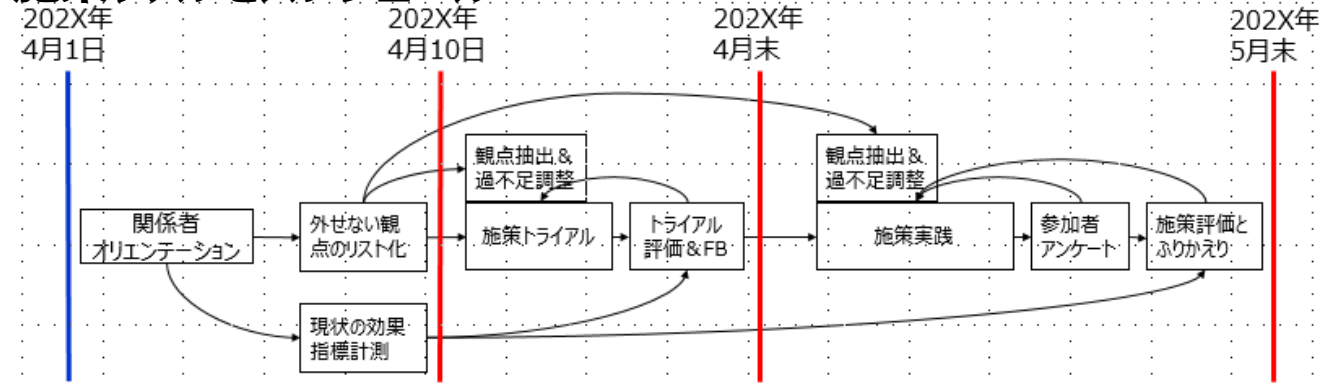 202X年
4月1日
202X年
4月10日
202X年
4月末
202X年
5月末
観点抽出＆
過不足調整
観点抽出＆
過不足調整
関係者
オリエンテーション
外せない観
点のリスト化
施策トライアル
トライアル
評価＆FB
施策実践
参加者
アンケート
施策評価と
ふりかえり
現状の効果
指標計測